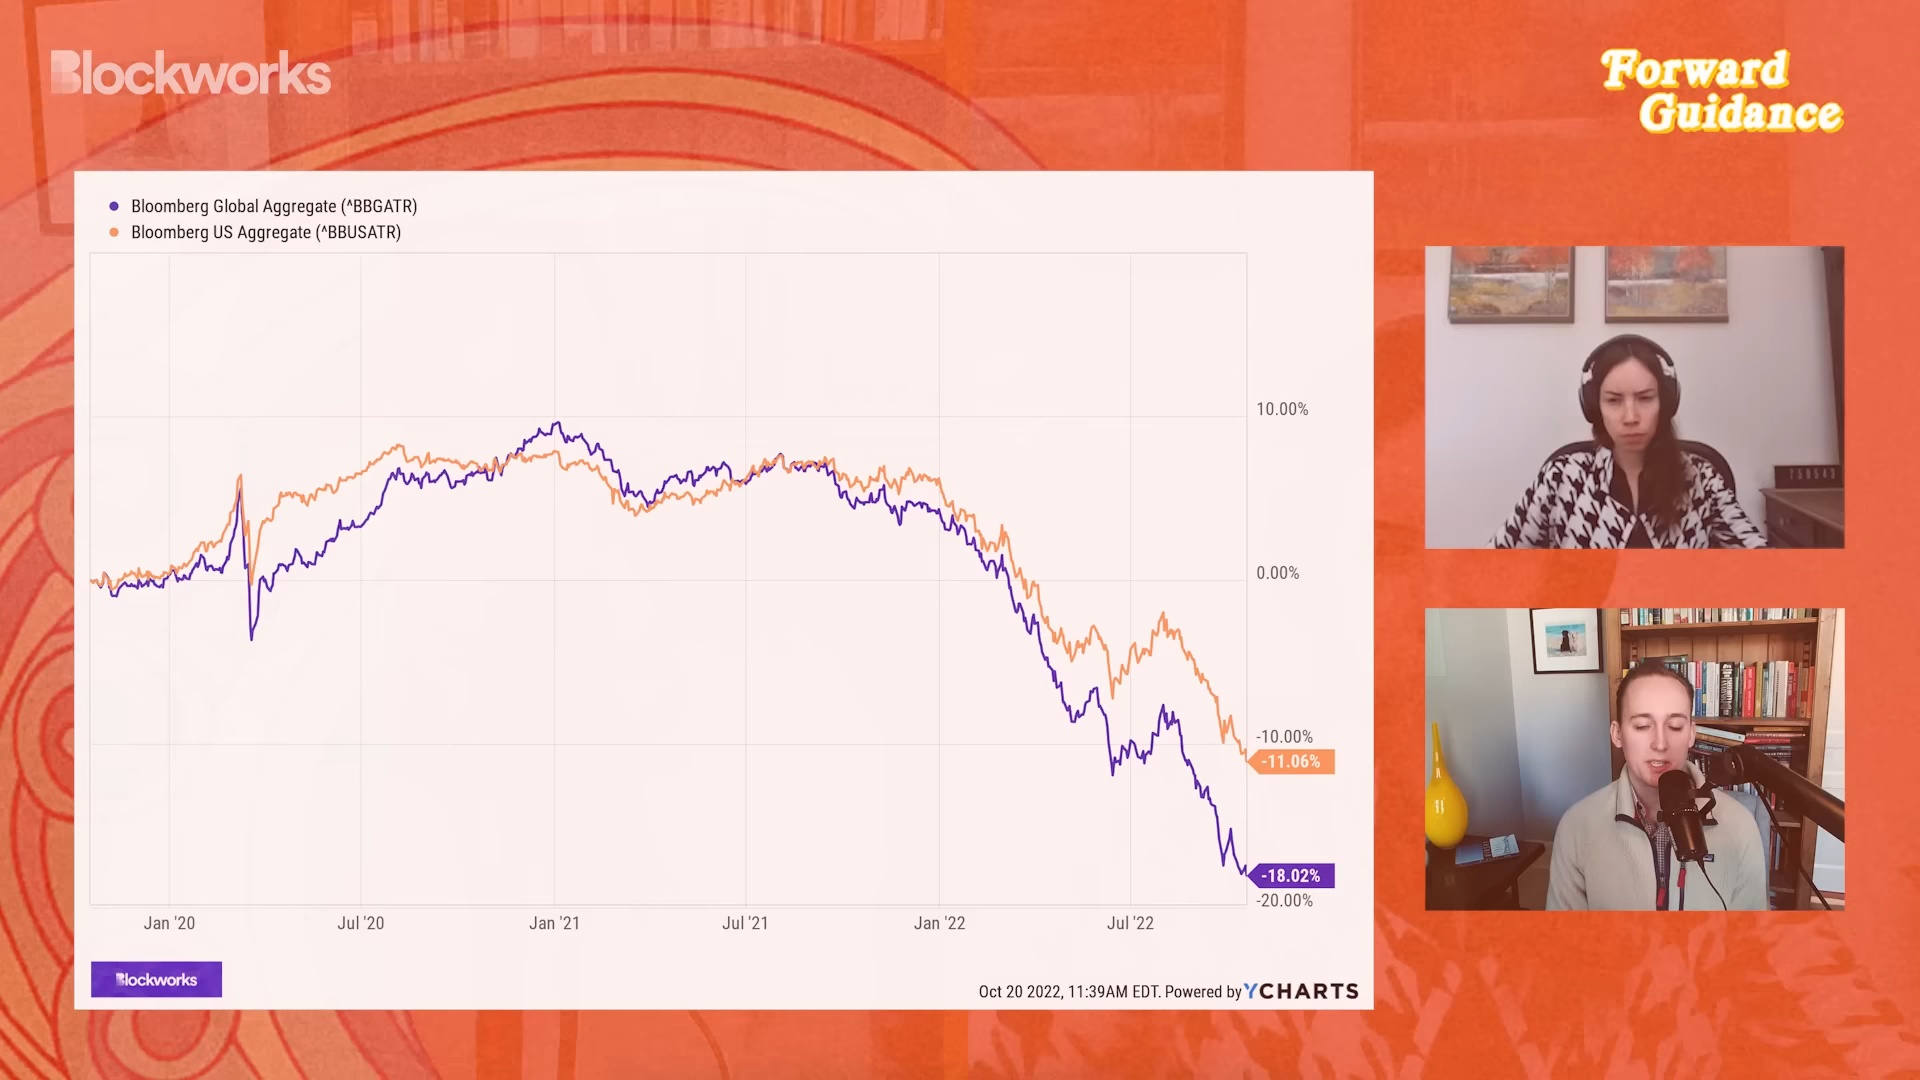 Blockworks
Forward
Guidance
Bloomberg Global Aggregate (^BBGATR)
Bloomberg US Aggregate (^BBUSATR)
10.00%
0.00%
-10.00%
-11.06%
-18.02%
-20.00%
Jan '20
Jul '20
Jan '21
Jul '21
Jan '22
Jul '22
Blockworks
Oct 20 2022, 11:39AM EDT. Powered by YCHARTS